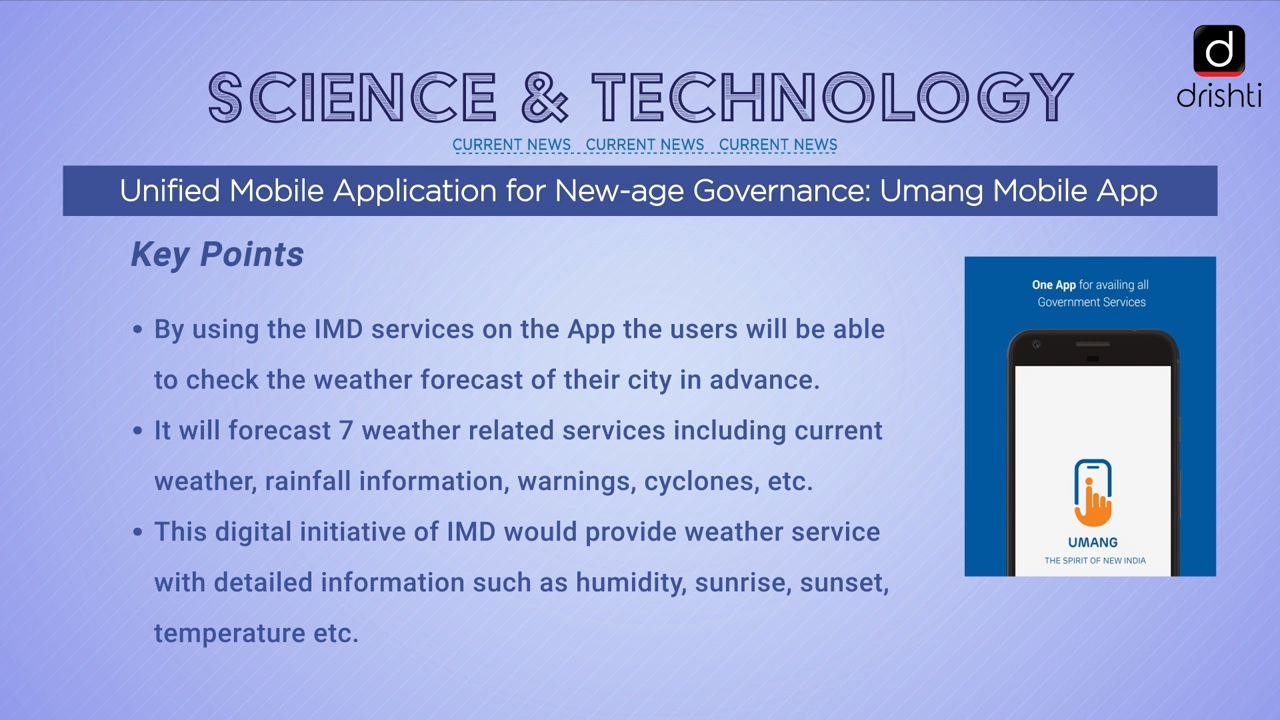 d
drishti
SCIENCE & TECHNOLOGY
CURRENT NEWS CURRENT NEWS CURRENT NEWS
Unified Mobile Application for New-age Governance: Umang Mobile App
Key Points
• By using the IMD services on the App the users will be able
to check the weather forecast of their city in advance.
• It will forecast 7 weather related services including current
weather, rainfall information, warnings, cyclones, etc.
• This digital initiative of IMD would provide weather service
with detailed information such as humidity, sunrise, sunset,
temperature etc.
One App for availing all
Government Services
UMANG
THE SPIRIT OF NEW INDIA